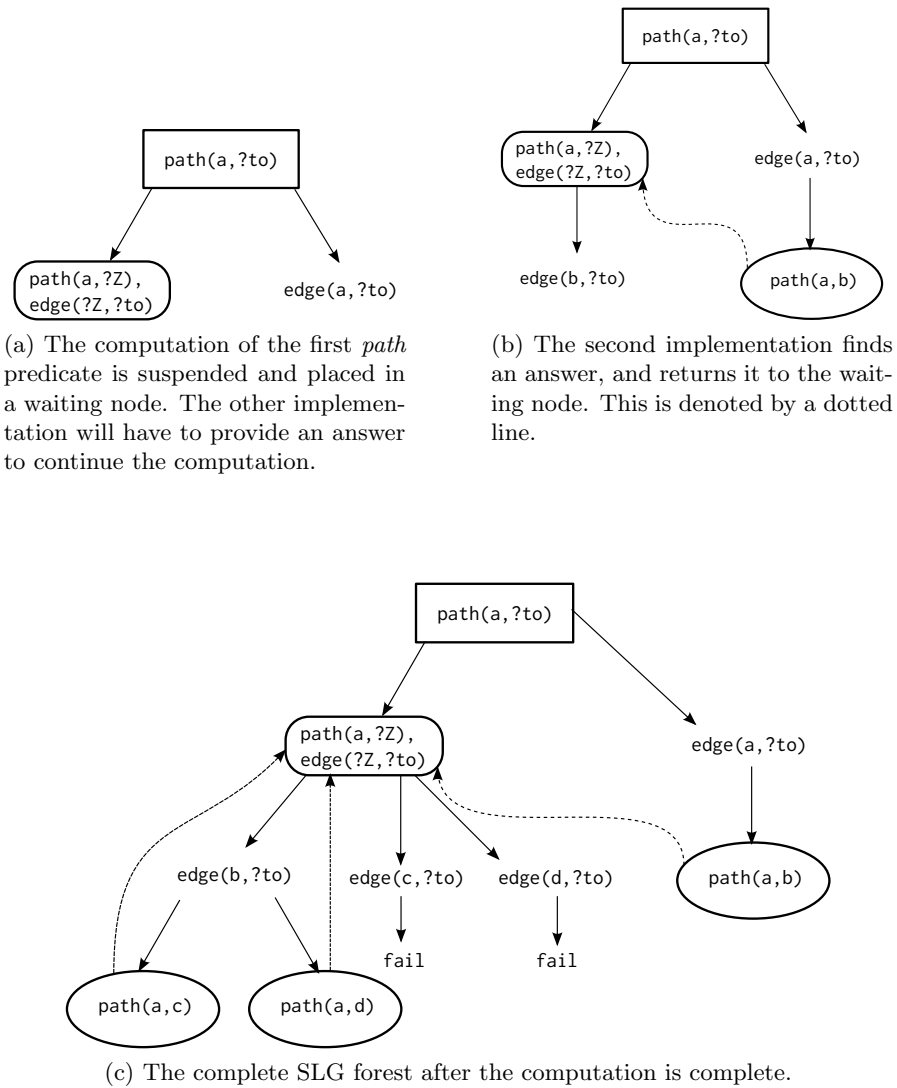 path(a,?to)
path(a,?Z),
edge(?Z,?to)
edge(a,?to)
(a) The computation of the first path
predicate is suspended and placed in
a waiting node. The other implemen-
tation will have to provide an answer
to continue the computation.
path(a,?to)
path(a,?Z),
edge(?Z,?to)
edge(a,?to)
edge(b,?to)
path(a,b)
(b) The second implementation finds
an answer, and returns it to the wait-
ing node. This is denoted by a dotted
line.
path(a,?to)
path(a,?Z),
edge(?Z,?to)
edge(a,?to)
edge(b,?to)
edge(c,?to)
edge(d,?to)
path(a,b)
fail
fail
path(a,c)
path(a,d)
(c) The complete SLG forest after the computation is complete.